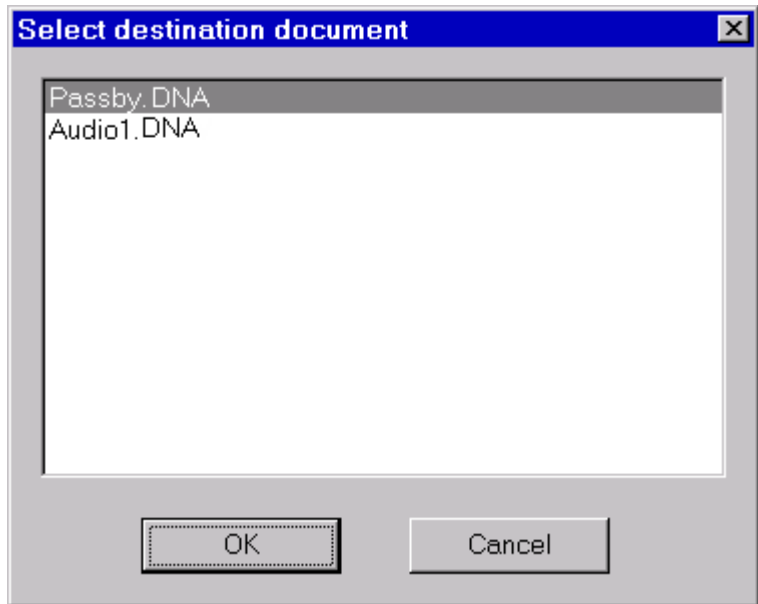 Select destination document
Passby.DNA
Audio1.DNA
OK
Cancel